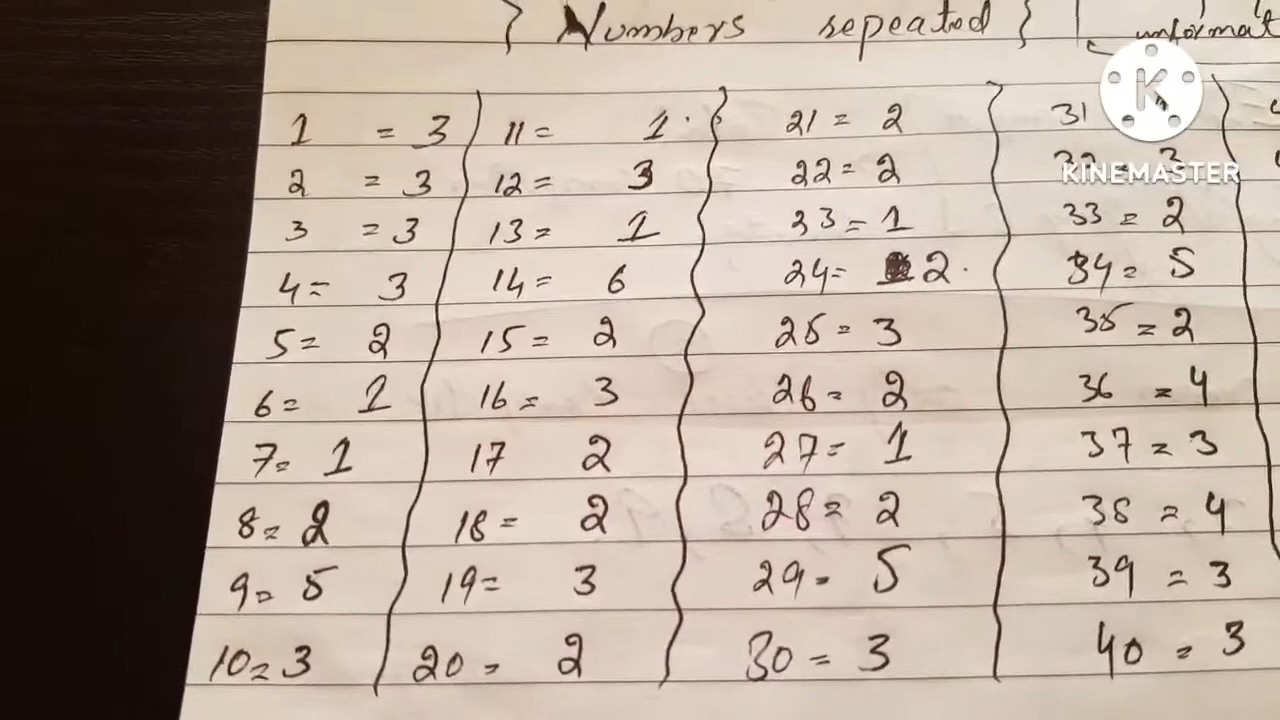 } Numbers repeated }
informat
1 = 3 11 = 1 21 = 2 31
2 = 3 12 = 3 22 = 2 3
3 = 3 13 = 1 23 = 1 33 = 2
4 = 3 14 = 6 24 = 2 34 = 5
5 = 2 15 = 2 25 = 3 35 = 2
6 = 1 16 = 3 26 = 2 36 = 4
7 = 1 17 2 27 = 1 37 = 3
8 = 2 18 = 2 28 = 2 38 = 4
9 = 5 19 = 3 29 = 5 39 = 3
10 = 3 20 = 2 30 = 3 40 = 3
K
KINEMASTER